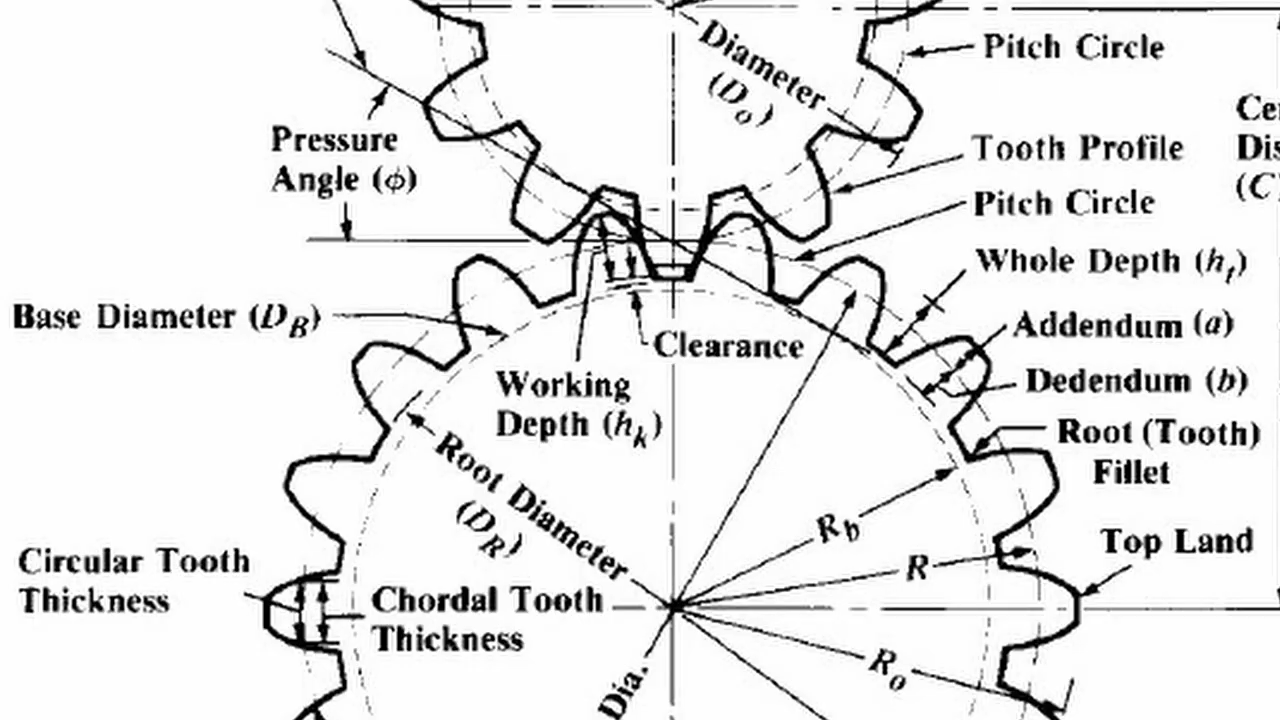 Diameter
(Do)
Pitch Circle
Pressure
Angle (ϕ)
Tooth Profile
Pitch Circle
Whole Depth (ht)
Base Diameter (DB)
Addendum (a)
Clearance
Working
Depth (hk)
Dedendum (b)
Root (Tooth)
Fillet
Root Diameter
(DR)
Rb
R
Top Land
Circular Tooth
Thickness
Chordal Tooth
Thickness
Ro
Dia.
(C